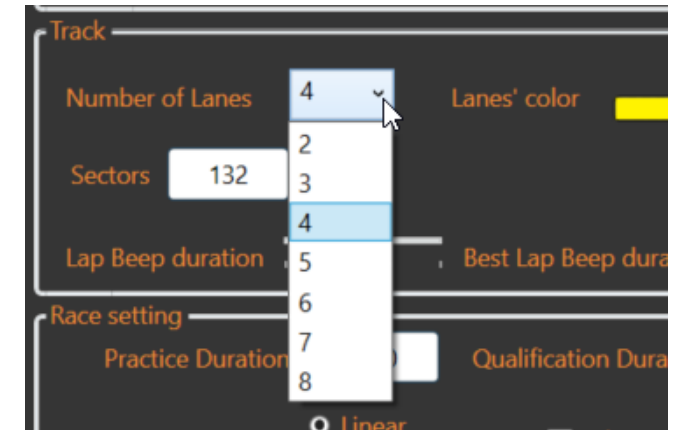 Track
Number of Lanes 4 Lanes' color
2
Sectors 132
3
4
Lap Beep duration 5 Best Lap Beep dura
6
Race setting
7
Practice Duration 0 Qualification Dura
8
Linear